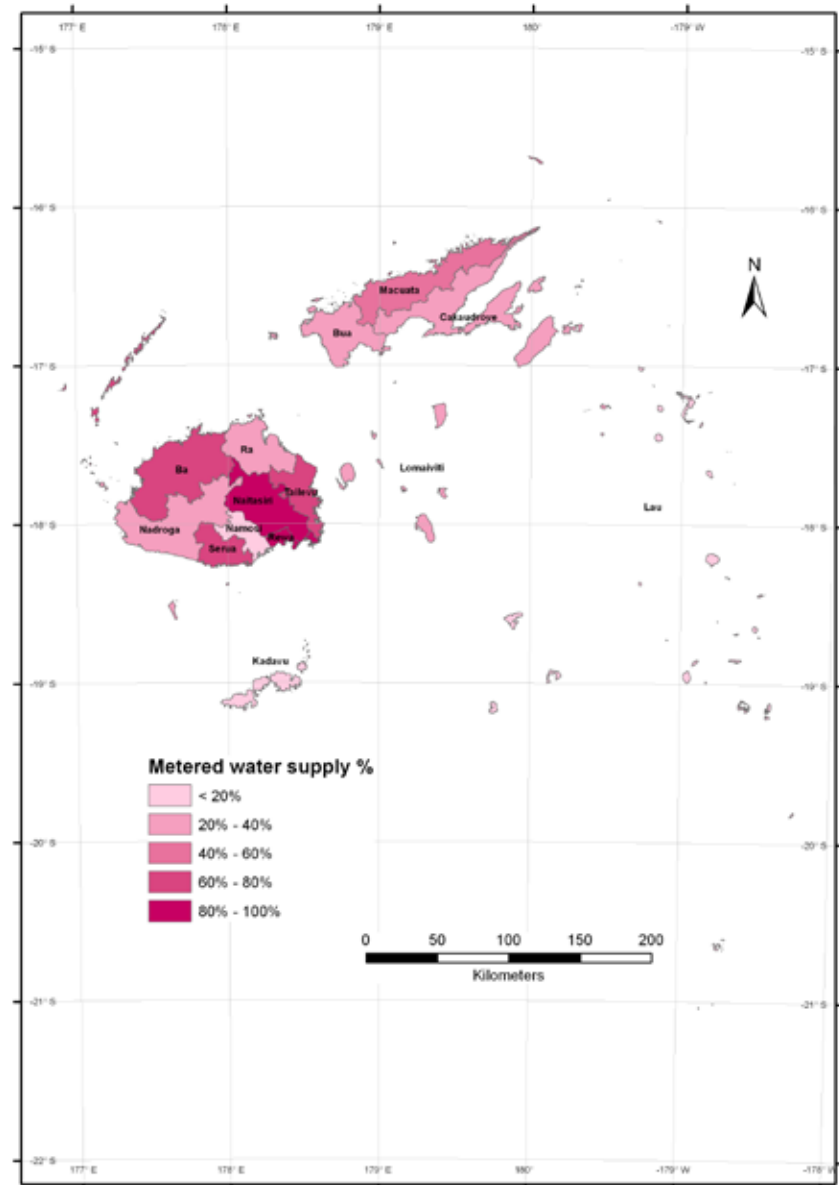 177° E 178° E 179° E 180° -179° W
-15° S -15° S
-16° S -16° S
N
Macuata
Cakaudrove
Bua
-17° S -17° S
Ra
Ba
Lomaiviti
Tailevu
Naitasiri
Lau
Nadroga
Namosi
-18° S -18° S
Rewa
Serua
Kadavu
-19° S -19° S
Metered water supply %
< 20%
20% - 40%
40% - 60%
60% - 80%
80% - 100%
-20° S -20° S
0 50 100 150 200
Kilometers
-21° S -21° S
-22° S -22° S
177° E 178° E 179° E 180° -179° W -178° W